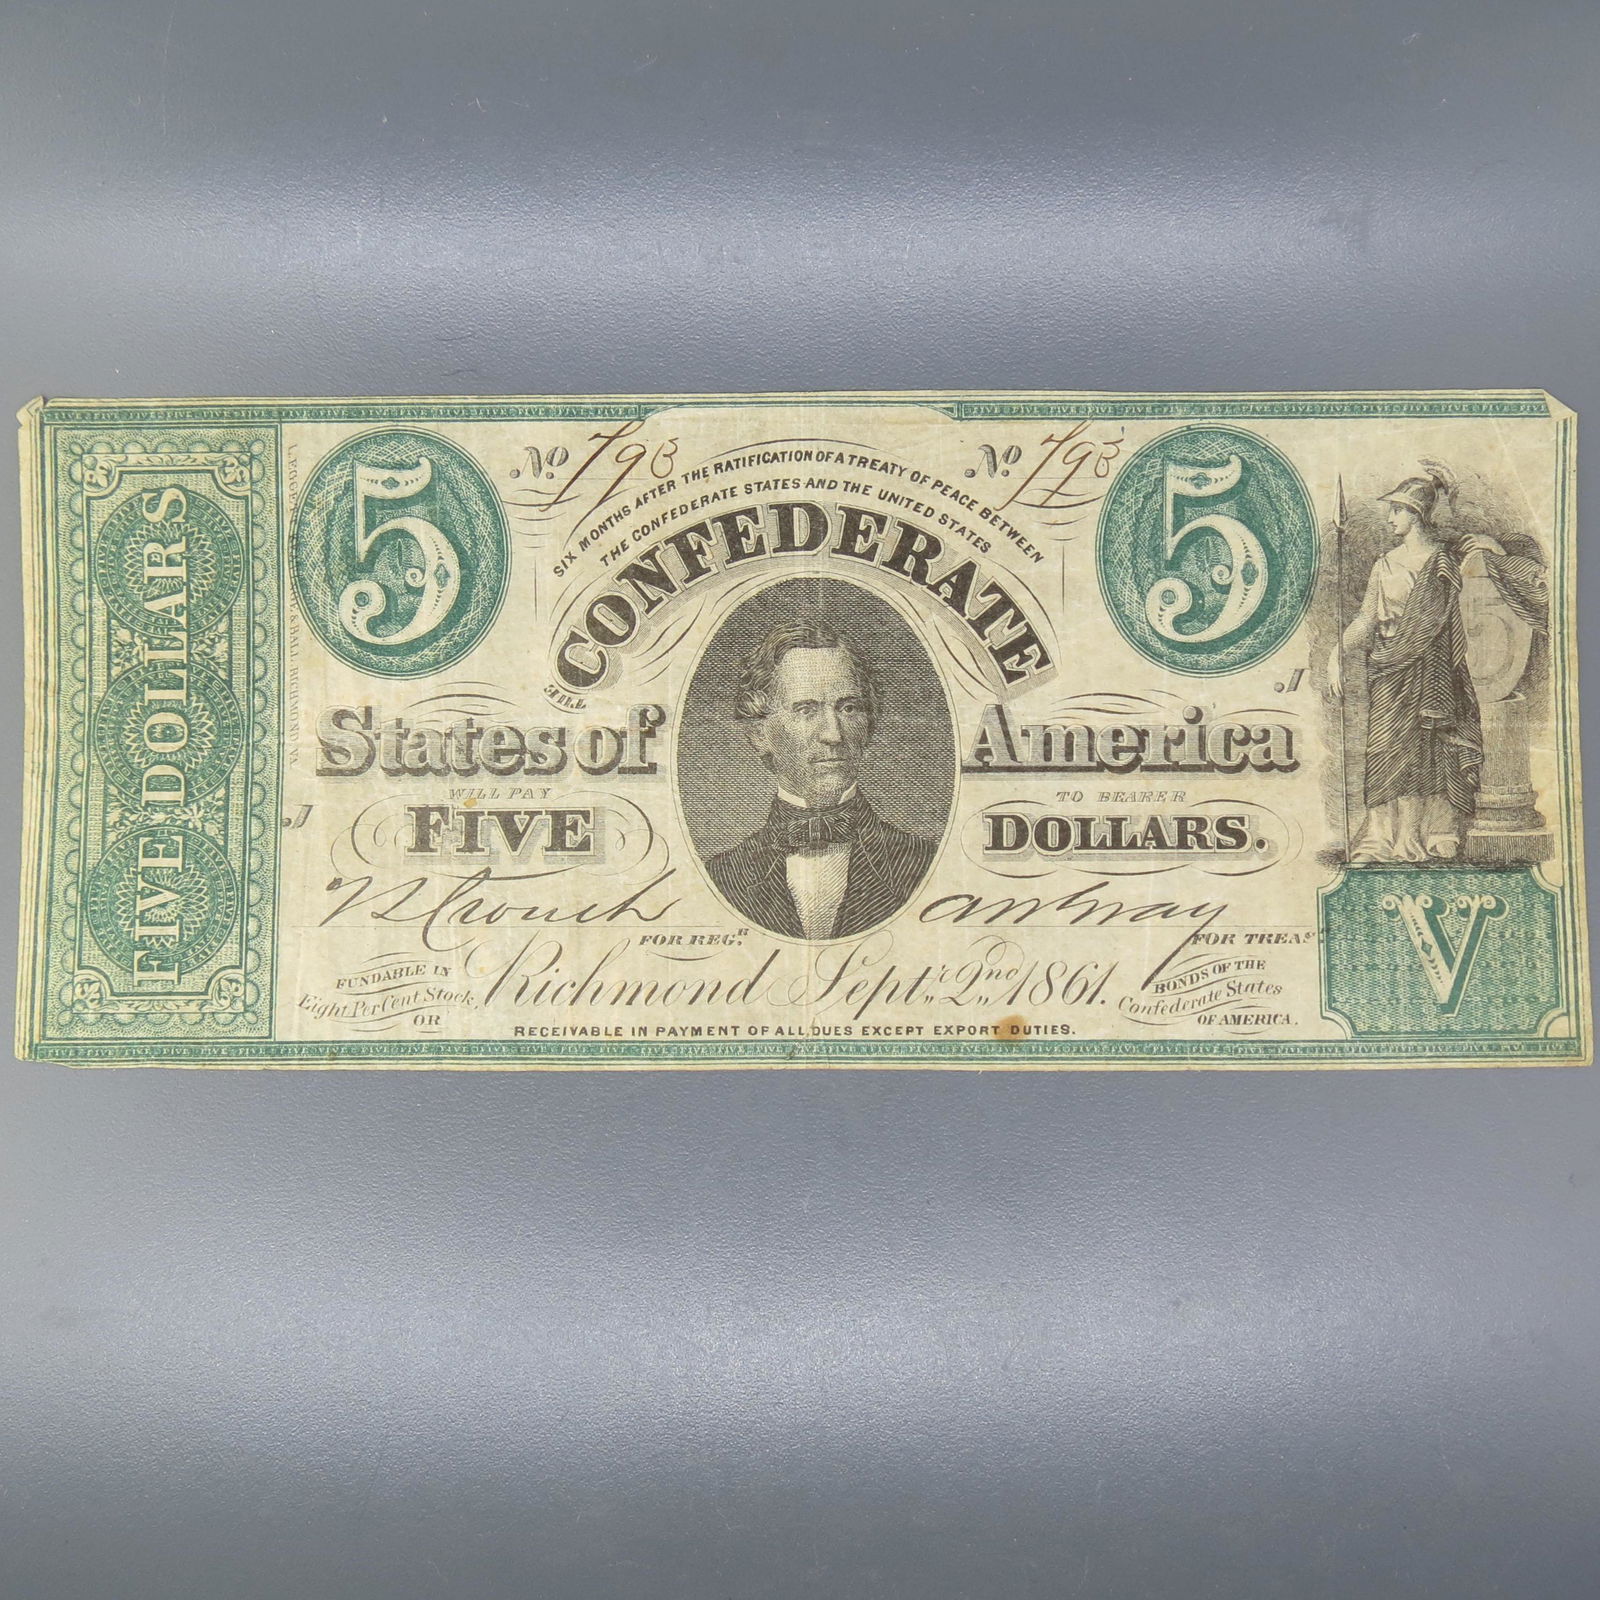 FIVE DOLLARS
5
No 793
No 793
5
SIX MONTHS AFTER THE RATIFICATION OF A TREATY OF PEACE BETWEEN
THE CONFEDERATE STATES AND THE UNITED STATES
THE
CONFEDERATE
States of America
WILL PAY TO BEARER
FIVE DOLLARS.
FOR REGR.
FOR TREASR.
Richmond Septr. 2nd 1861.
FUNDABLE IN
Eight Per Cent Stock,
OR
BONDS OF THE
Confederate States
OF AMERICA.
RECEIVABLE IN PAYMENT OF ALL DUES EXCEPT EXPORT DUTIES.
V